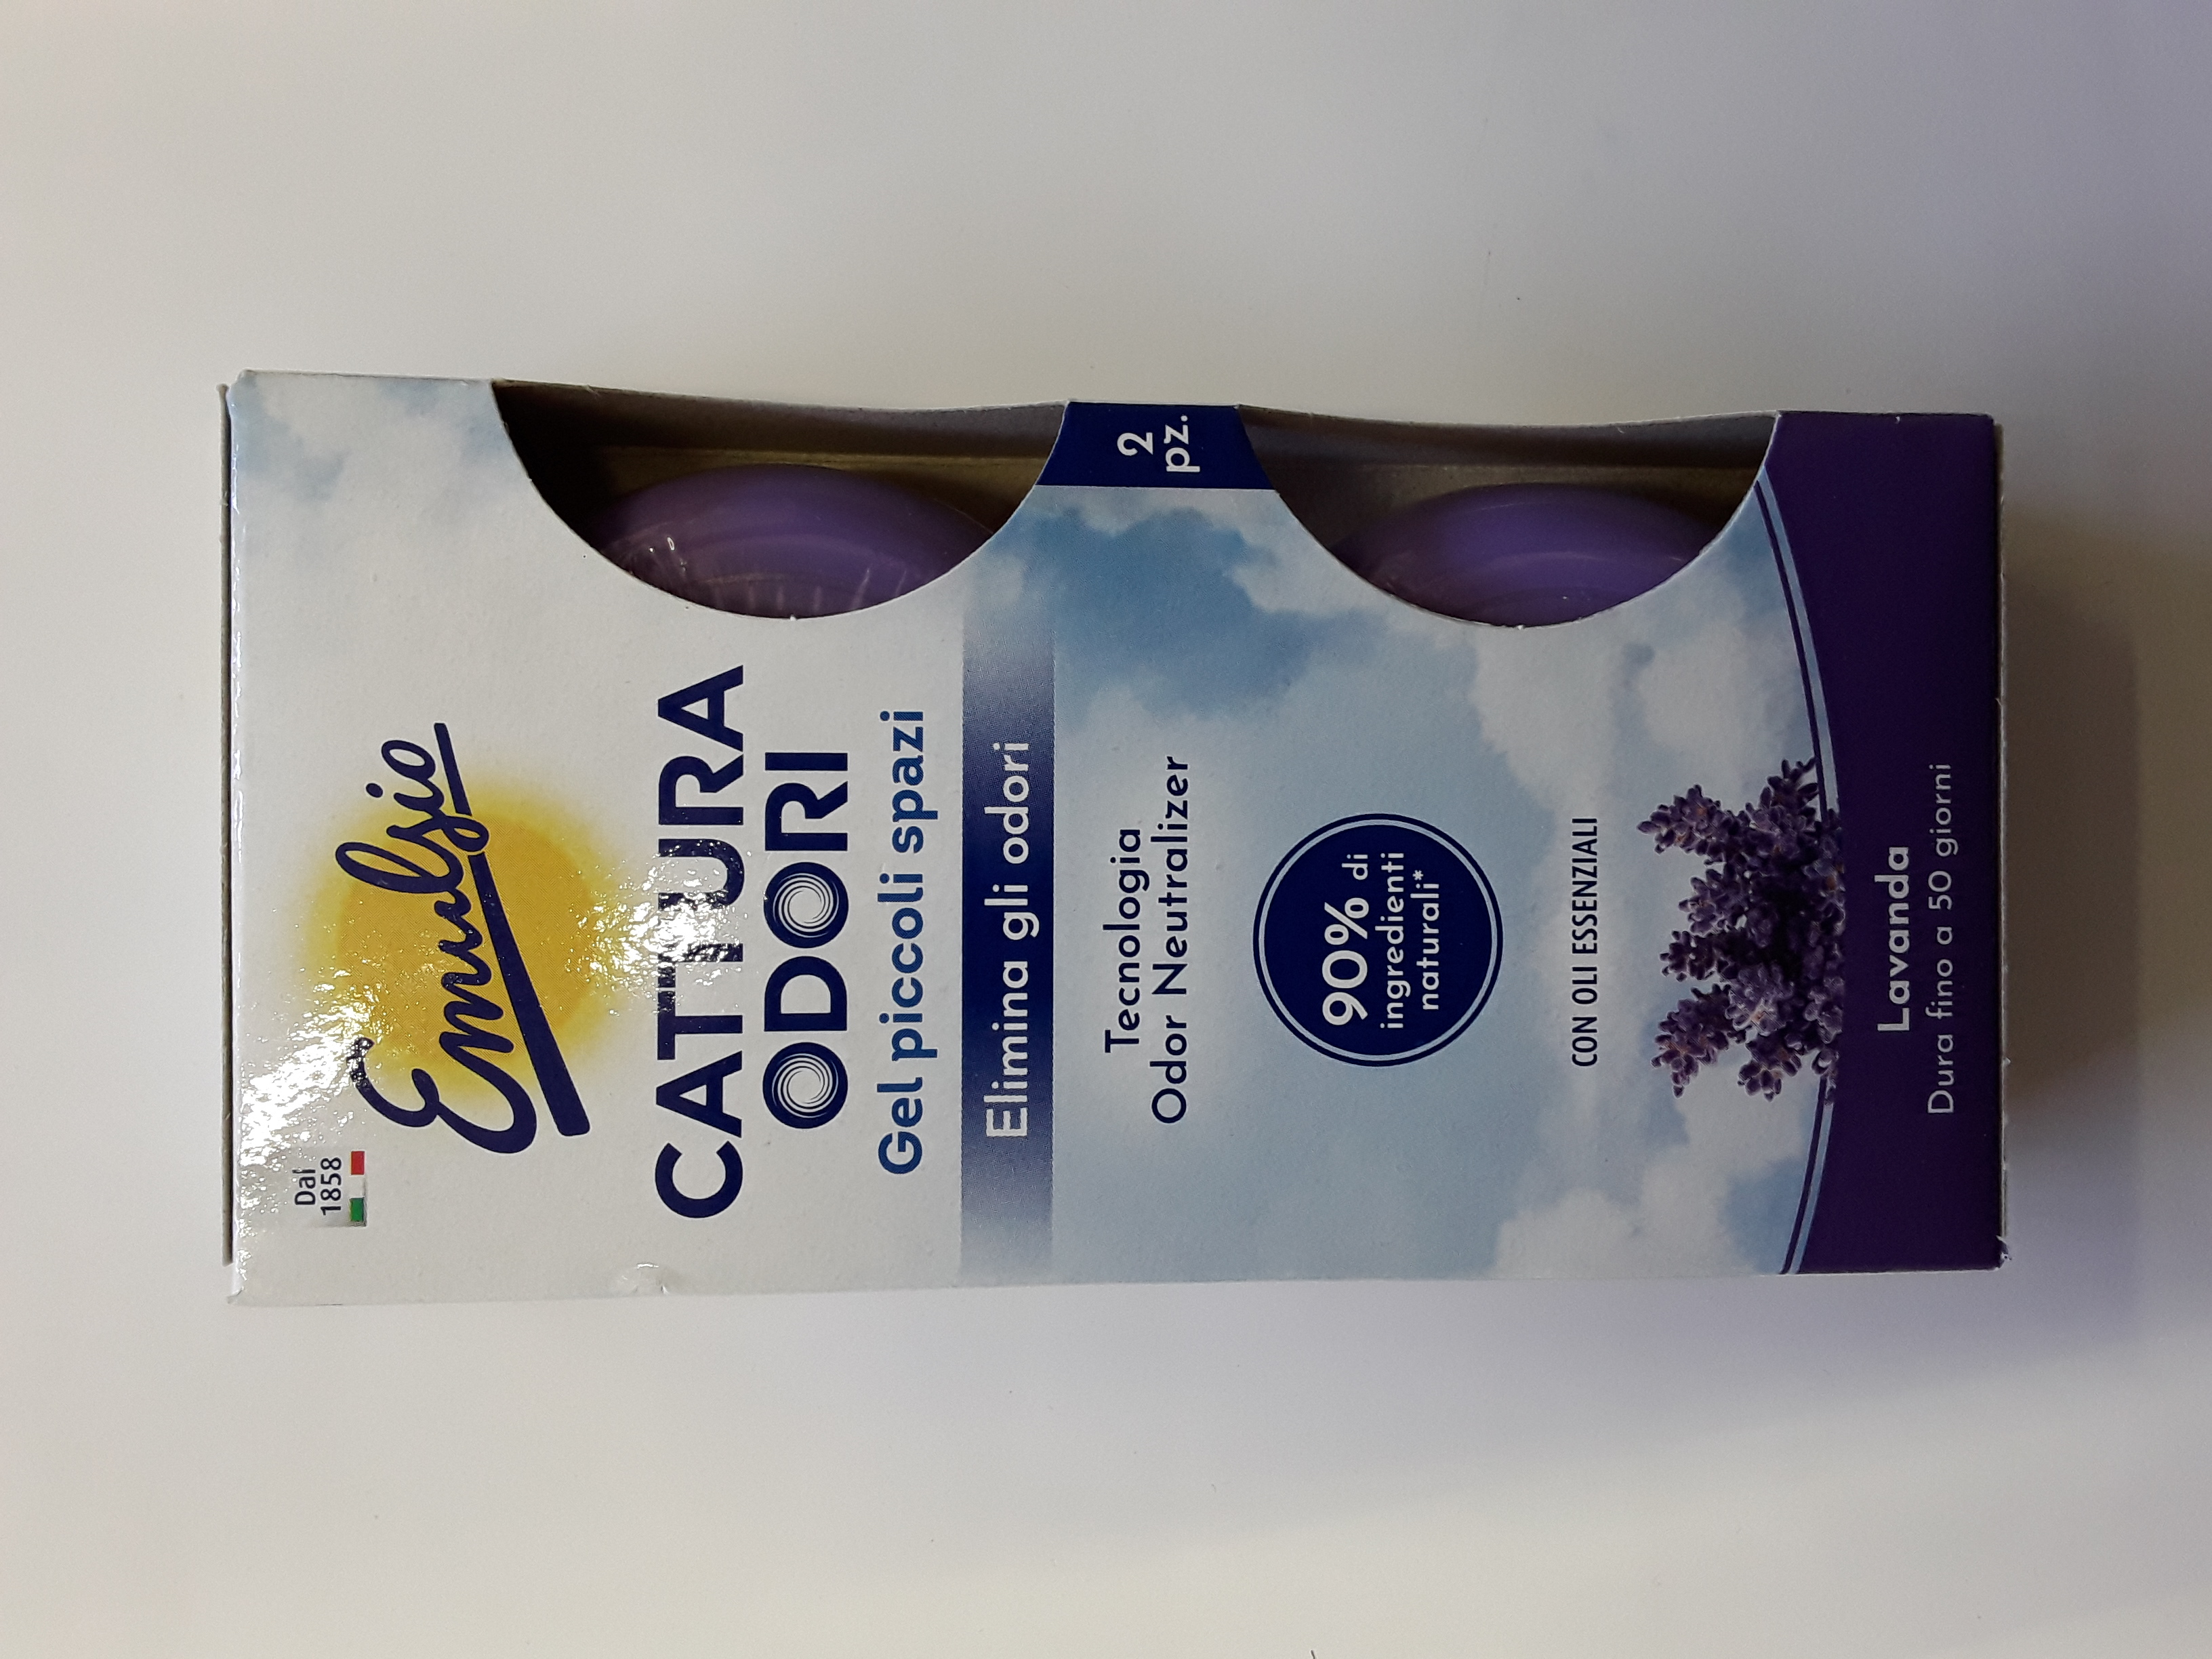 Dal
1858
Emulsio
CATTURA
ODORI
Gel piccoli spazi
Elimina gli odori
2
pz.
Tecnologia
Odor Neutralizer
90% di
ingredienti
naturali*
CON OLI ESSENZIALI
Lavanda
Dura fino a 50 giorni